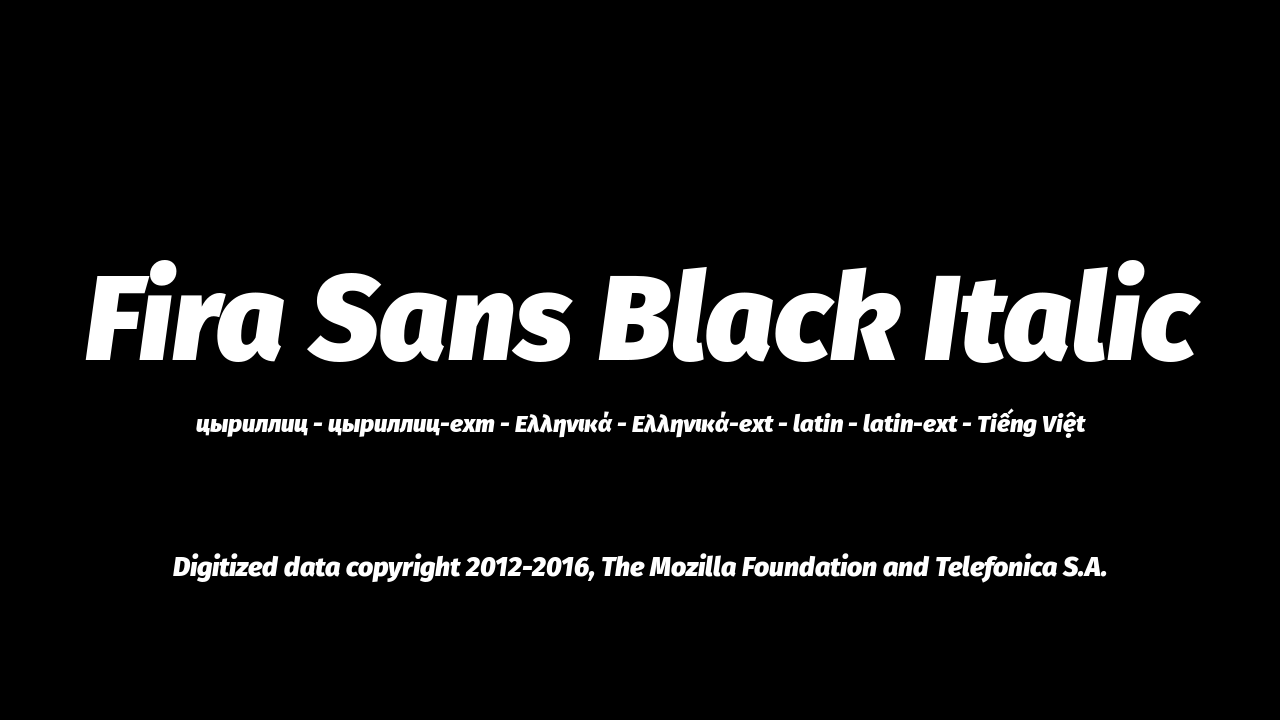 Fira Sans Black Italic
цыриллиц - цыриллиц-ext - Ελληνικά - Ελληνικά-ext - latin - latin-ext - Tiếng Việt
Digitized data copyright 2012-2016, The Mozilla Foundation and Telefonica S.A.